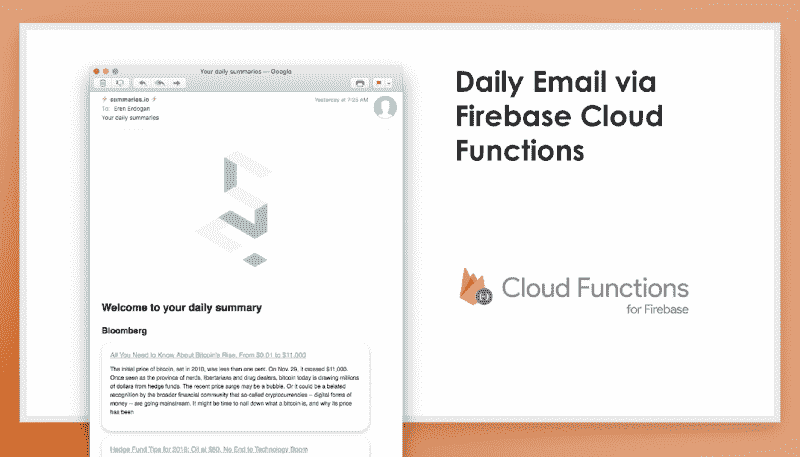 Your daily summaries — Google
summaries.io
Yesterday at 7:03 AM
To: Eren Erdogan
Your daily summaries
Daily Email via
Firebase Cloud
Functions
Cloud Functions
for Firebase
Welcome to your daily summary
Bloomberg
All You Need to Know About Bitcoin's Rise, From $0.01 to $11,000
The initial price of bitcoin, set in 2010, was less than one cent. On Nov. 29, it crossed $11,000.
Once seen as the province of nerds, libertarians and drug dealers, bitcoin today is drawing millions
of dollars from hedge funds. The recent price surge may be a bubble. Or it could be a belated
recognition by the broader financial community that so-called cryptocurrencies – digital forms of
money – are going mainstream. It might be time to nail down what a bitcoin is, and why its price
has been
Hedge Fund Tips for 2018: Oil at $80, No End to Technology Boom